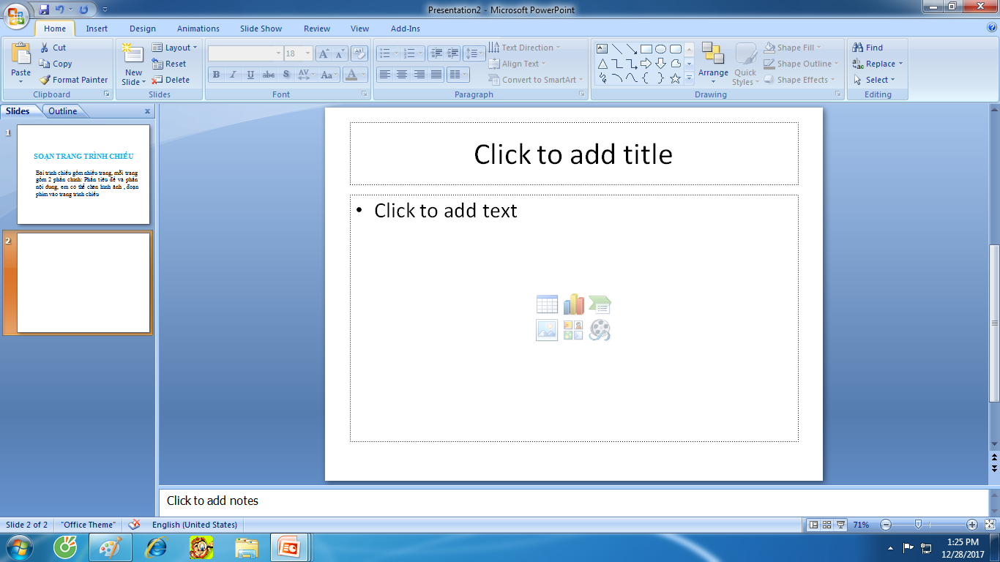 Presentation2 - Microsoft PowerPoint
Home Insert Design Animations Slide Show Review View Add-Ins
Paste
Cut
Copy
Format Painter
Clipboard
New Slide
Layout
Reset
Delete
Slides
18
B I U abc S AV Aa A
Font
Text Direction
Align Text
Convert to SmartArt
Paragraph
Arrange
Quick Styles
Shape Fill
Shape Outline
Shape Effects
Drawing
Find
Replace
Select
Editing
Slides Outline x
1
SOẠN TRANG TRÌNH CHIẾU
Bài trình chiếu gồm nhiều trang, mỗi trang
gồm 2 phần chính: Phần tiêu đề và phần
nội dung, em có thể chèn hình ảnh , đoạn
phim vào trang trình chiếu
2
Click to add title
• Click to add text
Click to add notes
Slide 2 of 2 "Office Theme" English (United States) 71%
1:25 PM
12/28/2017